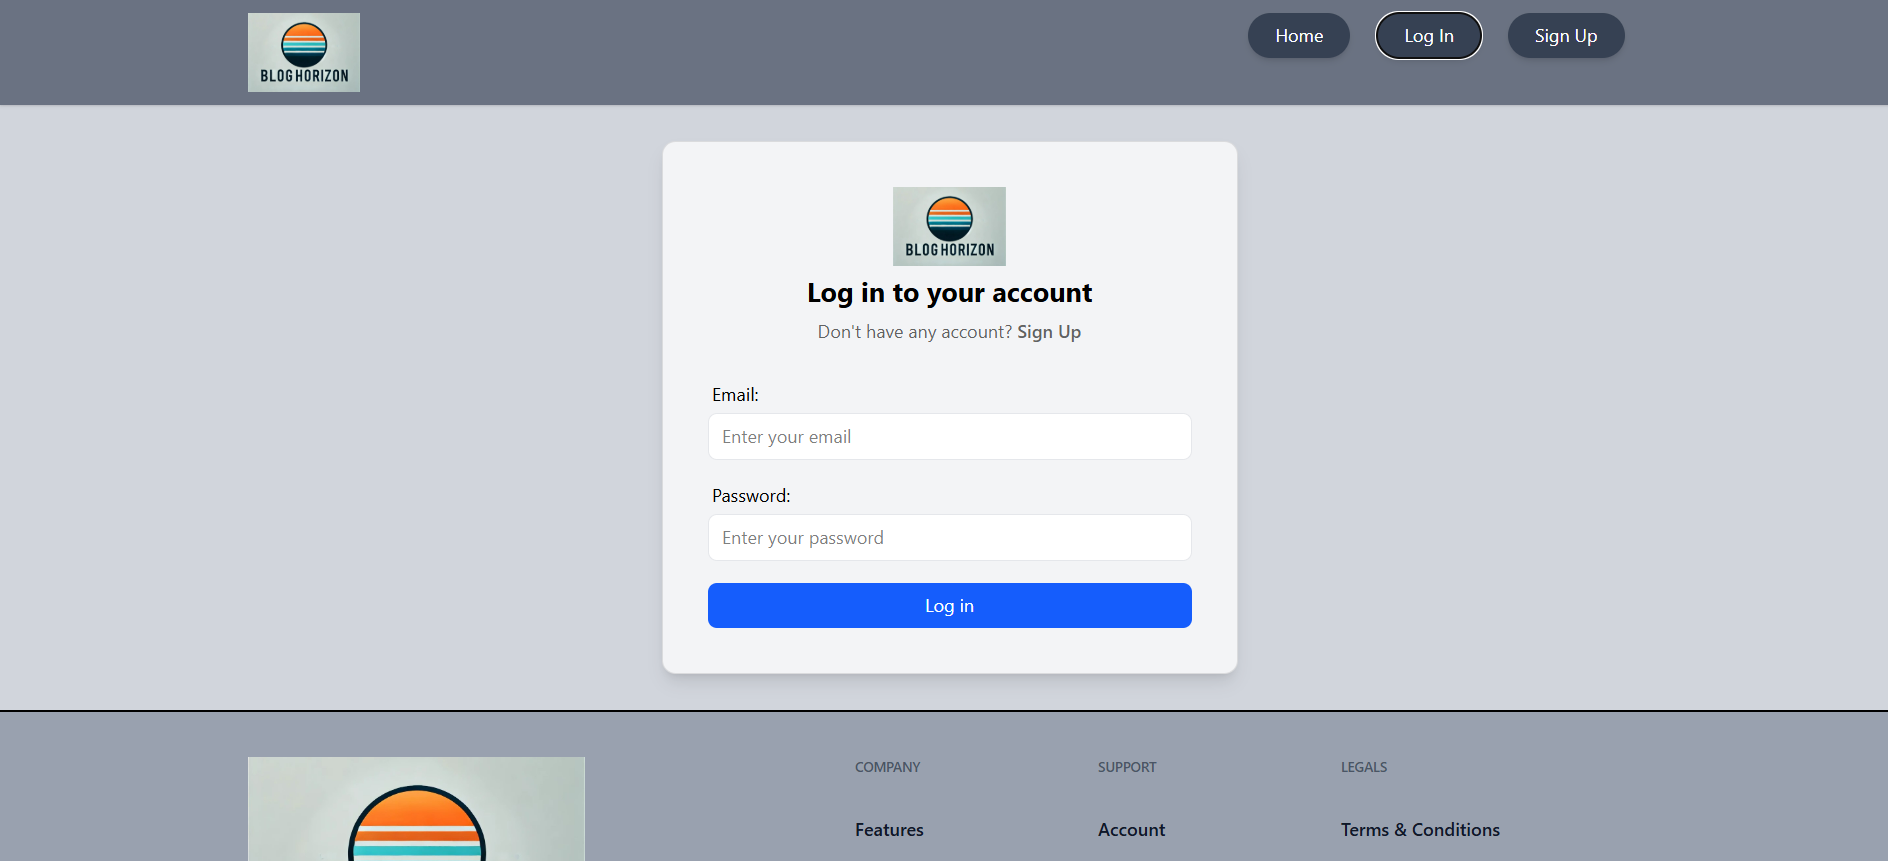 BLOG HORIZON
Home
Log In
Sign Up
BLOG HORIZON
Log in to your account
Don't have any account? Sign Up
Email:
Enter your email
Password:
Enter your password
Log in
COMPANY
SUPPORT
LEGALS
Features
Account
Terms & Conditions